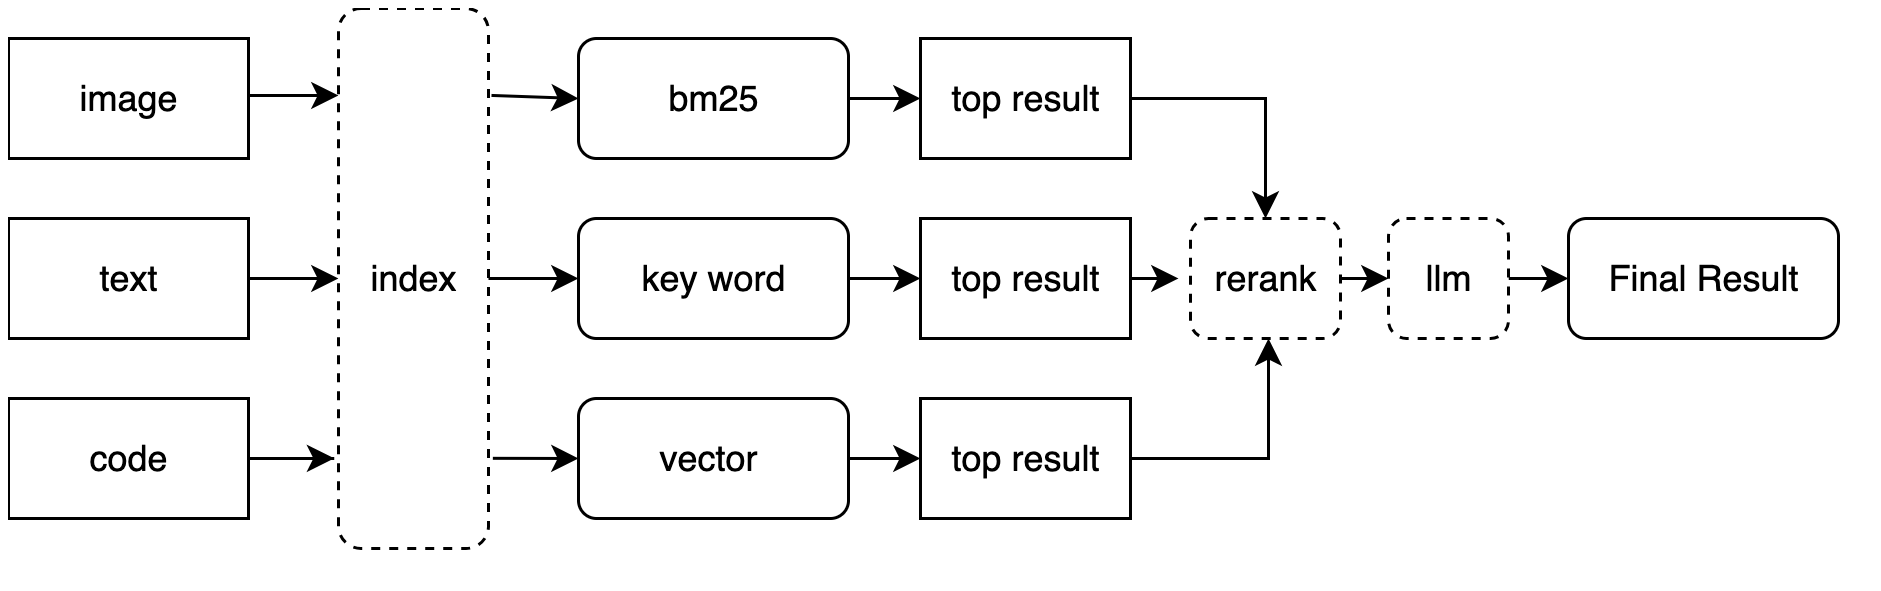 image
bm25
top result
text
index
key word
top result
rerank
llm
Final Result
code
vector
top result